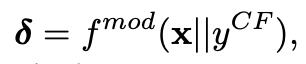 δ = f^{mod}(x||y^{CF}),